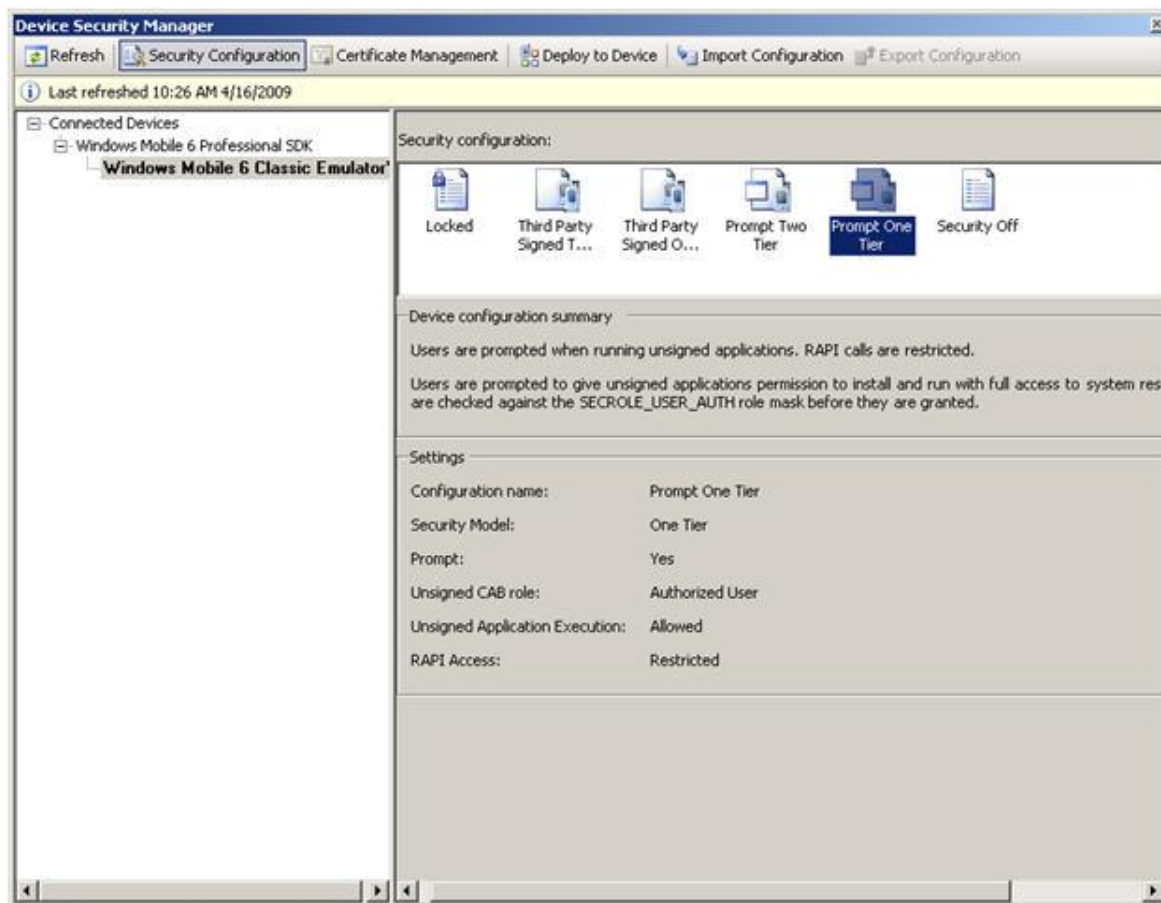 Device Security Manager
Refresh Security Configuration Certificate Management Deploy to Device Import Configuration Export Configuration
Last refreshed 10:26 AM 4/16/2009
Connected Devices
Windows Mobile 6 Professional SDK
Windows Mobile 6 Classic Emulator'
Security configuration:
Locked
Third Party
Signed T...
Third Party
Signed O...
Prompt Two
Tier
Prompt One
Tier
Security Off
Device configuration summary
Users are prompted when running unsigned applications. RAPI calls are restricted.
Users are prompted to give unsigned applications permission to install and run with full access to system res
are checked against the SECROLE_USER_AUTH role mask before they are granted.
Settings
Configuration name: Prompt One Tier
Security Model: One Tier
Prompt: Yes
Unsigned CAB role: Authorized User
Unsigned Application Execution: Allowed
RAPI Access: Restricted